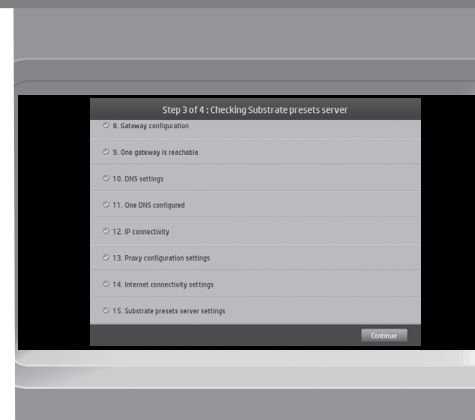 Step 3 of 4 : Checking Substrate presets server
8. Gateway configuration
9. One gateway is reachable
10. DNS settings
11. One DNS configured
12. IP connectivity
13. Proxy configuration settings
14. Internet connectivity settings
15. Substrate presets server settings
Continue